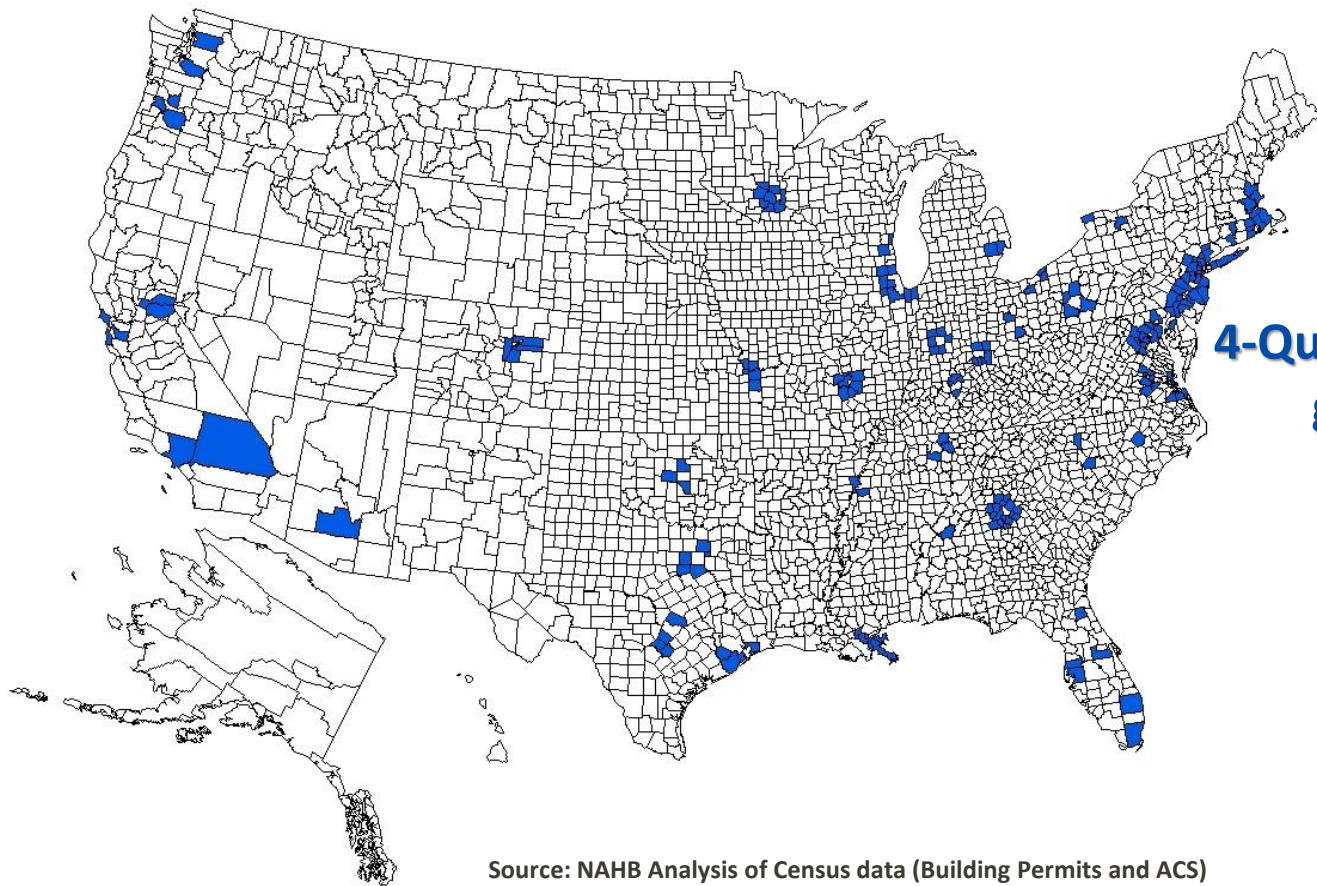 4-Qu
Source: NAHB Analysis of Census data (Building Permits and ACS)